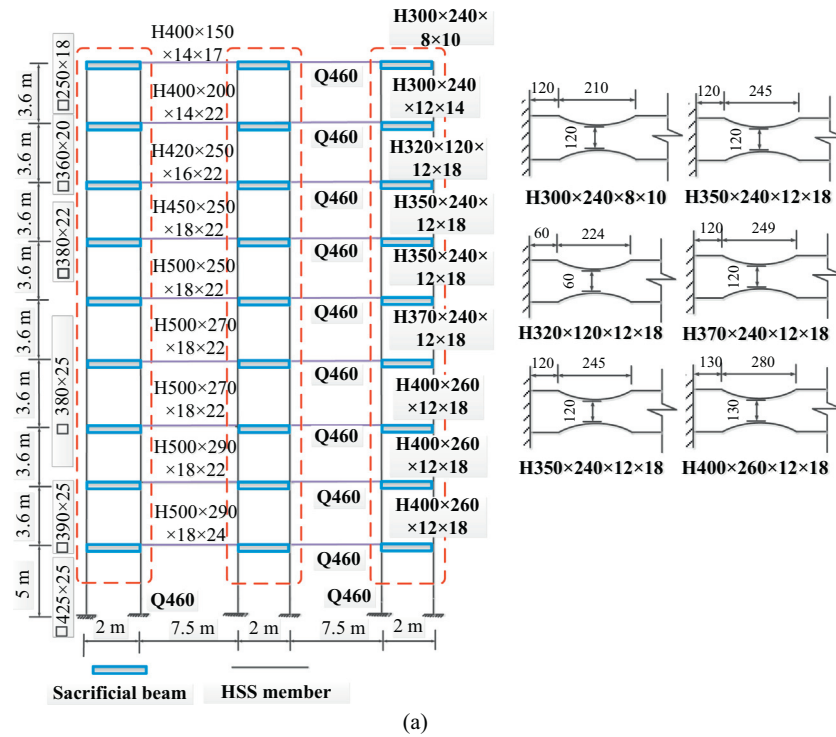 H400×150
×14×17
H400×200
×14×22
H420×250
×16×22
H450×250
×18×22
H500×250
×18×22
H500×270
×18×22
H500×270
×18×22
H500×290
×18×22
H500×290
×18×24
H300×240×
8×10
H300×240
×12×14
H320×120×
12×18
H350×240×
12×18
H350×240×
12×18
H370×240×
12×18
H400×260
×12×18
H400×260
×12×18
H400×260
×12×18
Q460
Q460
Q460
Q460
Q460
Q460
Q460
Q460
Q460
Q460
3.6 m
3.6 m
3.6 m
3.6 m
3.6 m
3.6 m
3.6 m
3.6 m
5 m
□250×18
□360×20
□380×22
□380×25
□390×25
□425×25
2 m
7.5 m
2 m
7.5 m
2 m
Sacrificial beam
HSS member
120
210
120
H300×240×8×10
120
245
120
H350×240×12×18
60
224
60
H320×120×12×18
120
249
120
H370×240×12×18
120
245
120
H350×240×12×18
130
280
130
H400×260×12×18
(a)